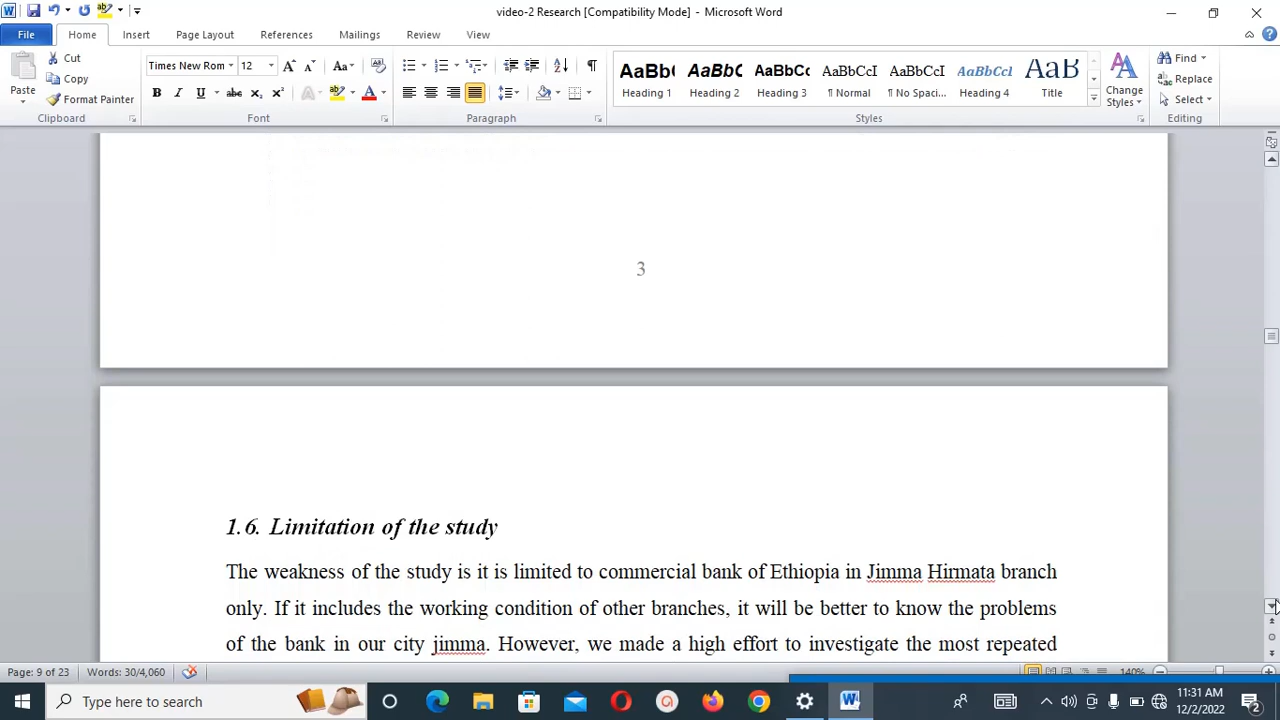 video-2 Research [Compatibility Mode] - Microsoft Word
File Home Insert Page Layout References Mailings Review View
Paste
Cut
Copy
Format Painter
Clipboard
Times New Rom 12
Font
Paragraph
AaBbC AaBbC AaBbCc AaBbCcI AaBbCcI AaBbCcI AaB
Heading 1 Heading 2 Heading 3 ¶ Normal ¶ No Spaci... Heading 4 Title
Change
Styles
Styles
Find
Replace
Select
Editing
3
1.6. Limitation of the study
The weakness of the study is it is limited to commercial bank of Ethiopia in Jimma Hirmata branch
only. If it includes the working condition of other branches, it will be better to know the problems
of the bank in our city jimma. However, we made a high effort to investigate the most repeated
Page: 9 of 23 Words: 30/4,060 140%
Type here to search
11:31 AM
12/2/2022
2